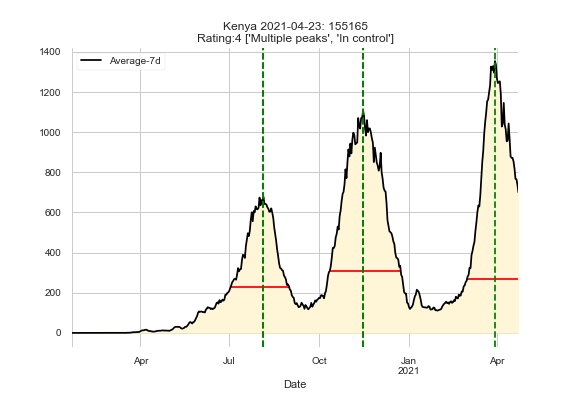 Kenya 2021-04-23: 155165
Rating:4 ['Multiple peaks', 'In control']
Average-7d
1400
1200
1000
800
600
400
200
0
Apr
Jul
Oct
Jan
2021
Apr
Date